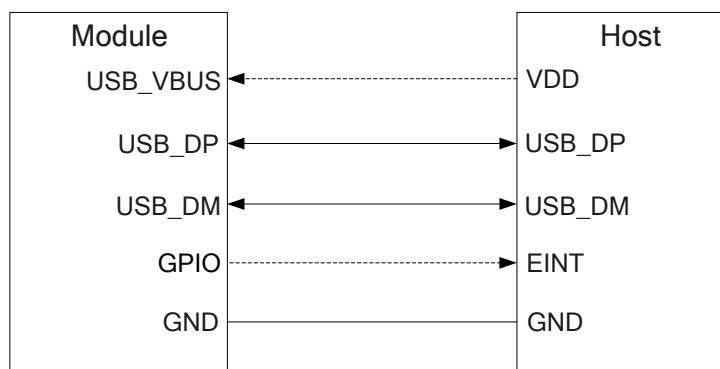 Module Host
USB_VBUS VDD
USB_DP USB_DP
USB_DM USB_DM
GPIO EINT
GND GND